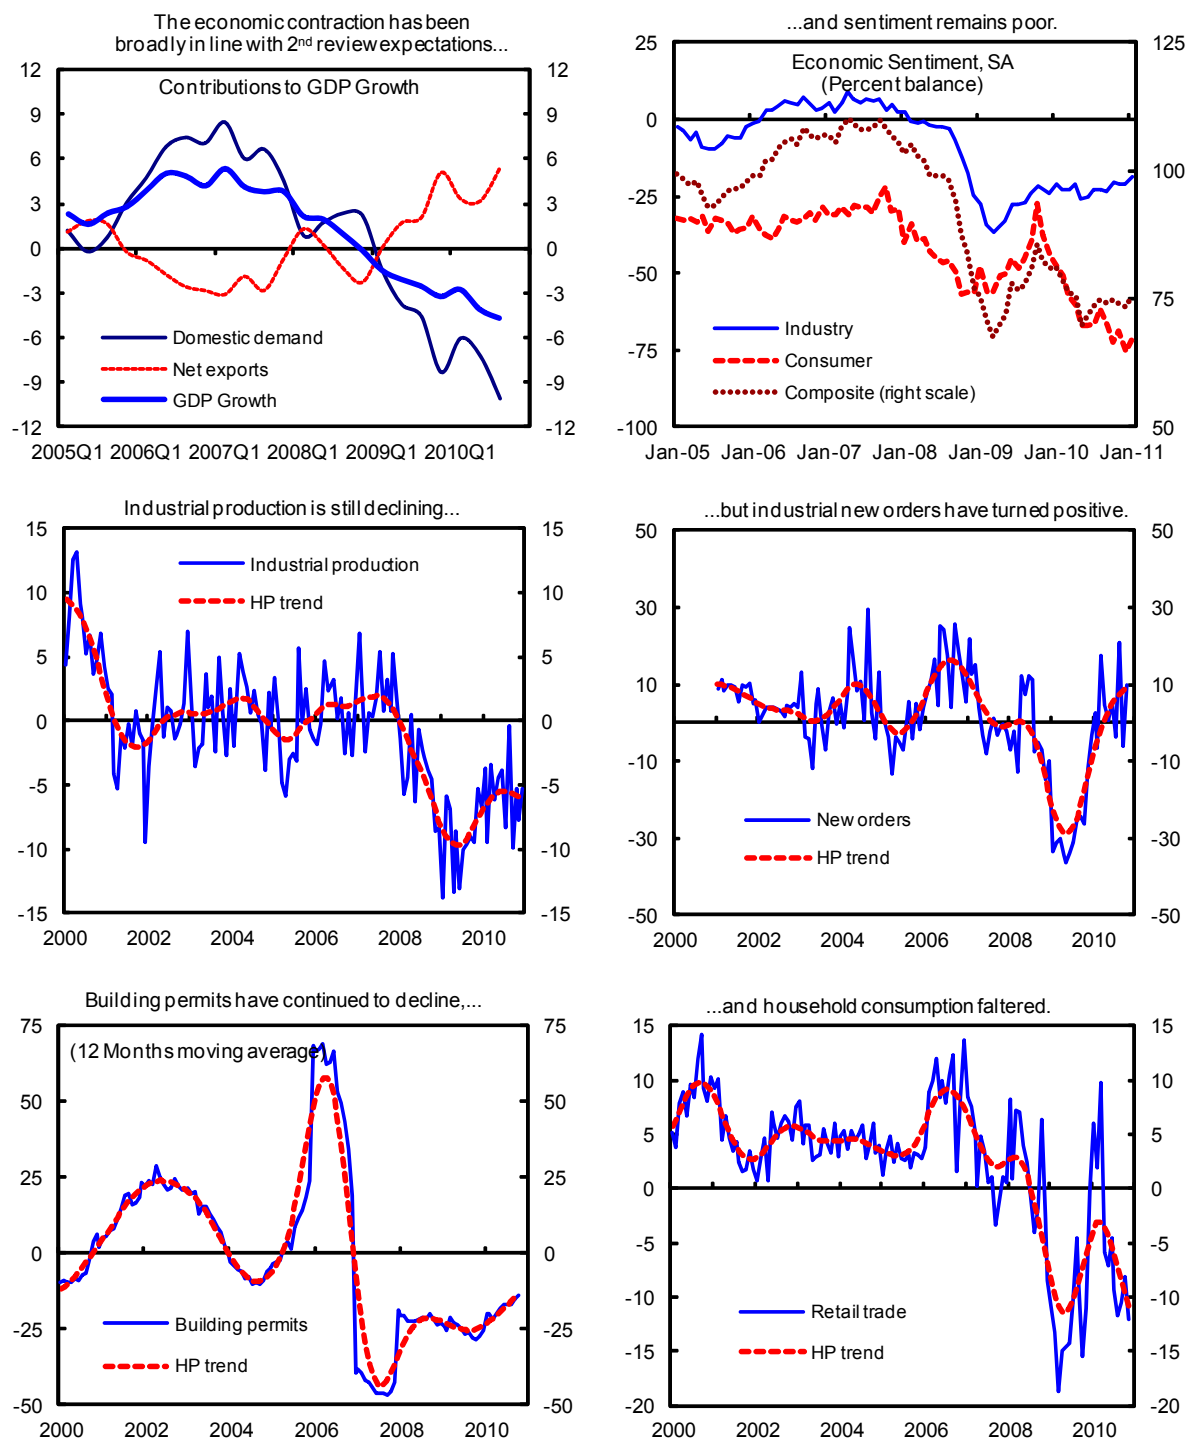 The economic contraction has been
broadly in line with 2nd review expectations...
12
12
Contributions to GDP Growth
9
9
6
6
3
3
0
0
-3
-3
-6
-6
-9
-9
-12
-12
Domestic demand
Net exports
GDP Growth
2005Q1 2006Q1 2007Q1 2008Q1 2009Q1 2010Q1
...and sentiment remains poor.
25
125
Economic Sentiment, SA
(Percent balance)
0
100
-25
-50
75
-75
-100
50
Industry
Consumer
Composite (right scale)
Jan-05 Jan-06 Jan-07 Jan-08 Jan-09 Jan-10 Jan-11
Industrial production is still declining...
15
15
10
10
5
5
0
0
-5
-5
-10
-10
-15
-15
Industrial production
HP trend
2000 2002 2004 2006 2008 2010
...but industrial new orders have turned positive.
50
50
30
30
10
10
-10
-10
-30
-30
-50
-50
New orders
HP trend
2000 2002 2004 2006 2008 2010
Building permits have continued to decline,...
75
75
(12 Months moving average)
50
50
25
25
0
0
-25
-25
-50
-50
Building permits
HP trend
2000 2002 2004 2006 2008 2010
...and household consumption faltered.
15
15
10
10
5
5
0
0
-5
-5
-10
-10
-15
-15
-20
-20
Retail trade
HP trend
2000 2002 2004 2006 2008 2010